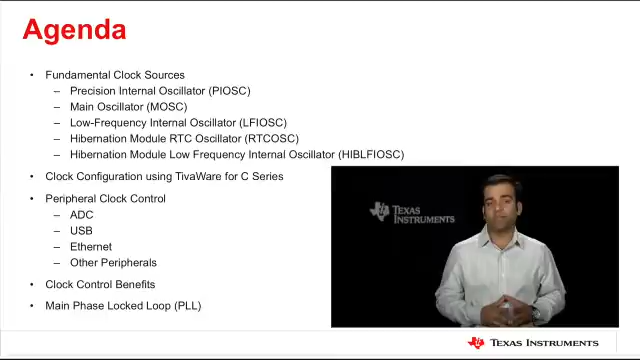 Agenda
• Fundamental Clock Sources
– Precision Internal Oscillator (PIOSC)
– Main Oscillator (MOSC)
– Low-Frequency Internal Oscillator (LFIOSC)
– Hibernation Module RTC Oscillator (RTCOSC)
– Hibernation Module Low Frequency Internal Oscillator (HIBLFIOSC)
• Clock Configuration using TivaWare for C Series
• Peripheral Clock Control
– ADC
– USB
– Ethernet
– Other Peripherals
• Clock Control Benefits
• Main Phase Locked Loop (PLL)
TEXAS
INSTRUMENTS
TEXAS INSTRUMENTS